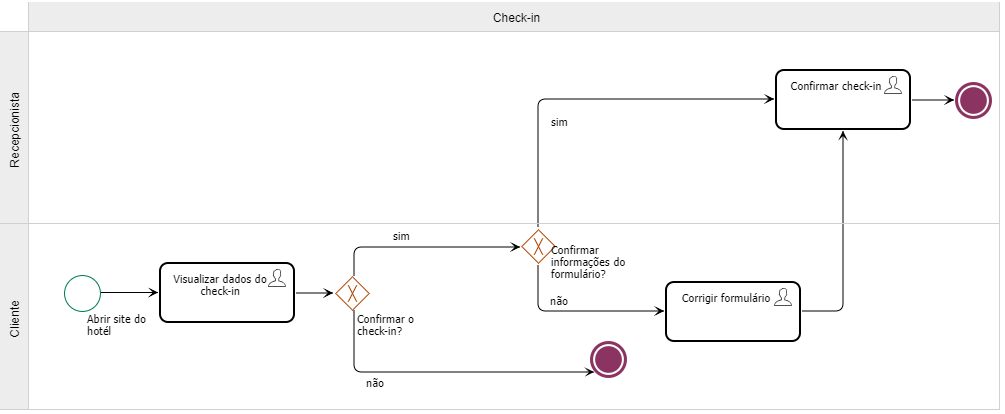 Check-in
Recepcionista
Confirmar check-in
sim
Cliente
sim
Confirmar
informações do
formulário?
Visualizar dados do
check-in
não
Corrigir formulário
Abrir site do
hotél
Confirmar o
check-in?
não